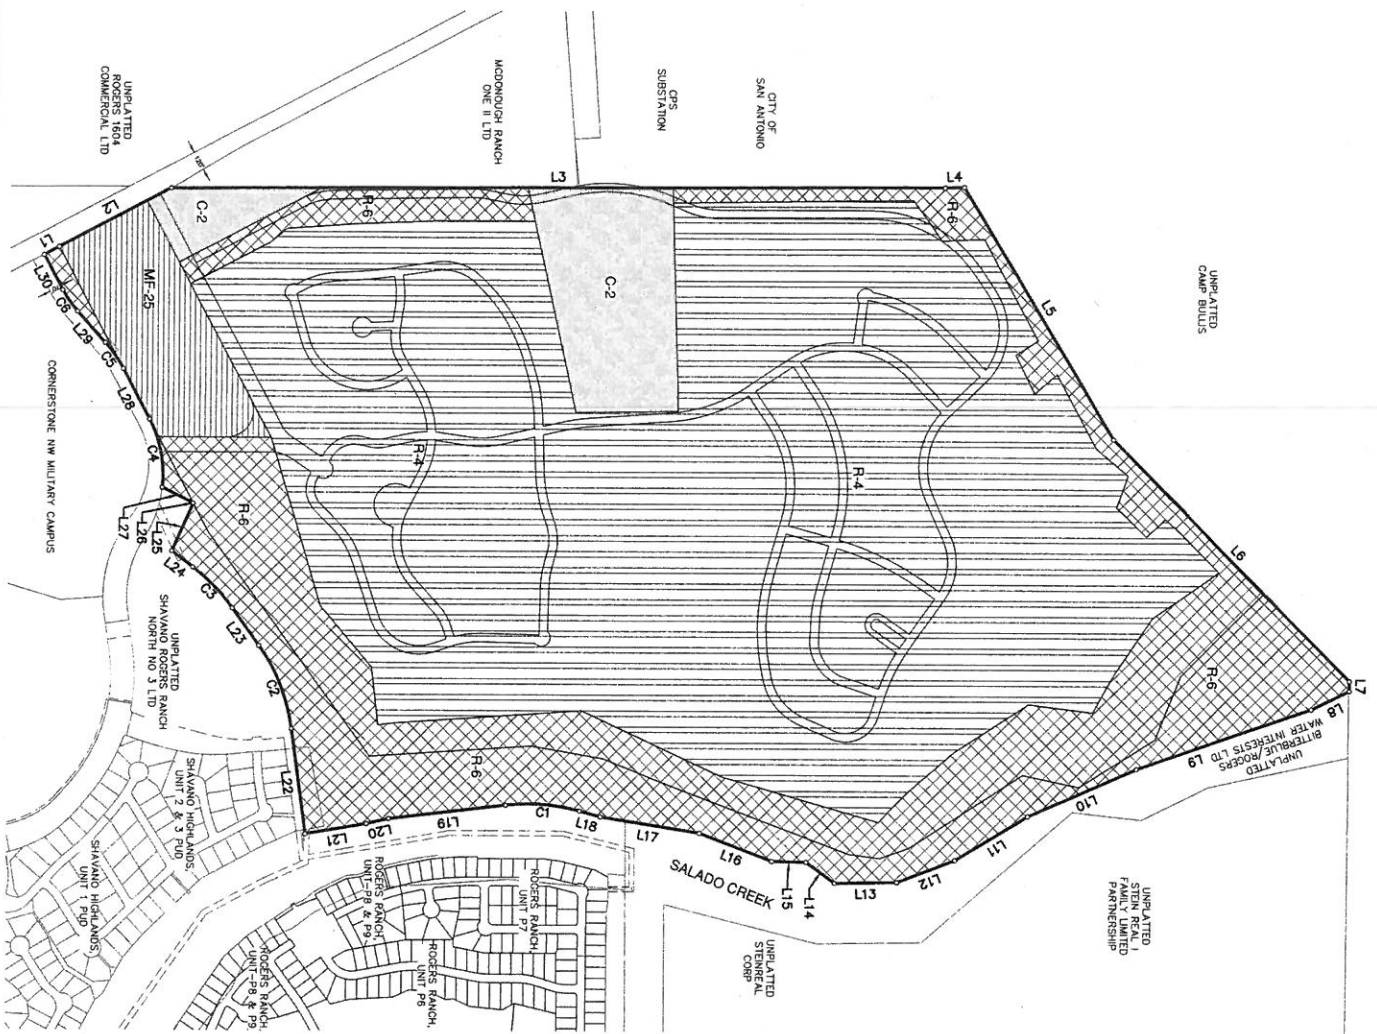 UNPLATTED
ROGERS 1604
COMMERCIAL LTD
MCDONOUGH RANCH
ONE II LTD
CPS
SUBSTATION
CITY OF
SAN ANTONIO
UNPLATTED
CAMP BULLIS
120'
L3
L4
C-2
R-6
R-6
L2
L1
L30
C6
L29
C5
L28
C4
MF-25
C-2
L5
R-4
R-4
R-6
L27
L26
L25
L24
C3
L23
C2
L22
L21
L20
L19
C1
L18
L17
L16
L15
L14
L13
L12
L11
L10
L9
L8
L7
L6
R-6
R-6
CORNERSTONE NW MILITARY CAMPUS
UNPLATTED
SHAVANO ROGERS RANCH
NORTH NO 3 LTD
UNPLATTED
BITTERBLUE/ROGERS
WATER INTERESTS LTD
SALADO CREEK
SHAVANO HIGHLANDS,
UNIT 2 & 3 PUD
SHAVANO HIGHLANDS,
UNIT 1 PUD
ROGERS RANCH,
UNIT-P8 & P9
ROGERS RANCH,
UNIT P7
ROGERS RANCH,
UNIT P6
ROGERS RANCH,
UNIT-P8 & P9
UNPLATTED
STEINREAL
CORP
UNPLATTED
STEIN REAL
FAMILY LIMITED
PARTNERSHIP